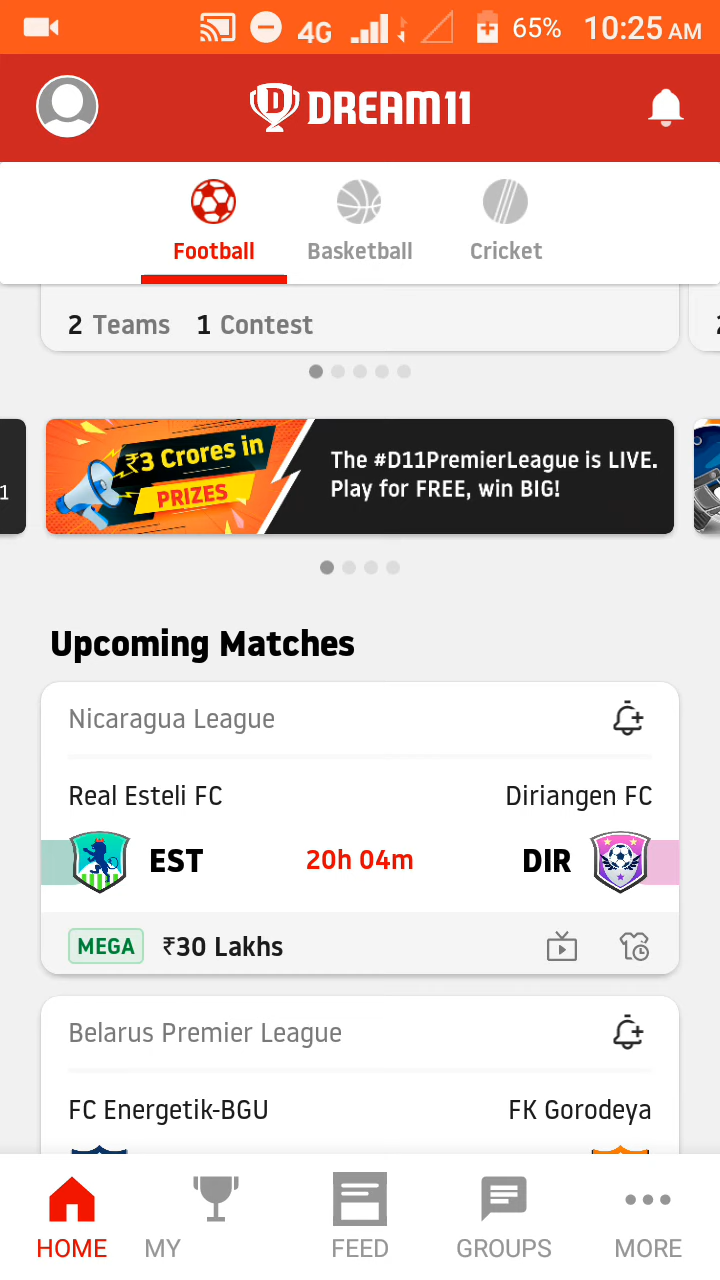 4G 65% 10:25 AM
DREAM11
Football Basketball Cricket
2 Teams 1 Contest
1
₹3 Crores in
PRIZES
The #D11PremierLeague is LIVE.
Play for FREE, win BIG!
Upcoming Matches
Nicaragua League
Real Esteli FC Diriangen FC
EST 20h 04m DIR
MEGA ₹30 Lakhs
Belarus Premier League
FC Energetik-BGU FK Gorodeya
HOME MY FEED GROUPS MORE